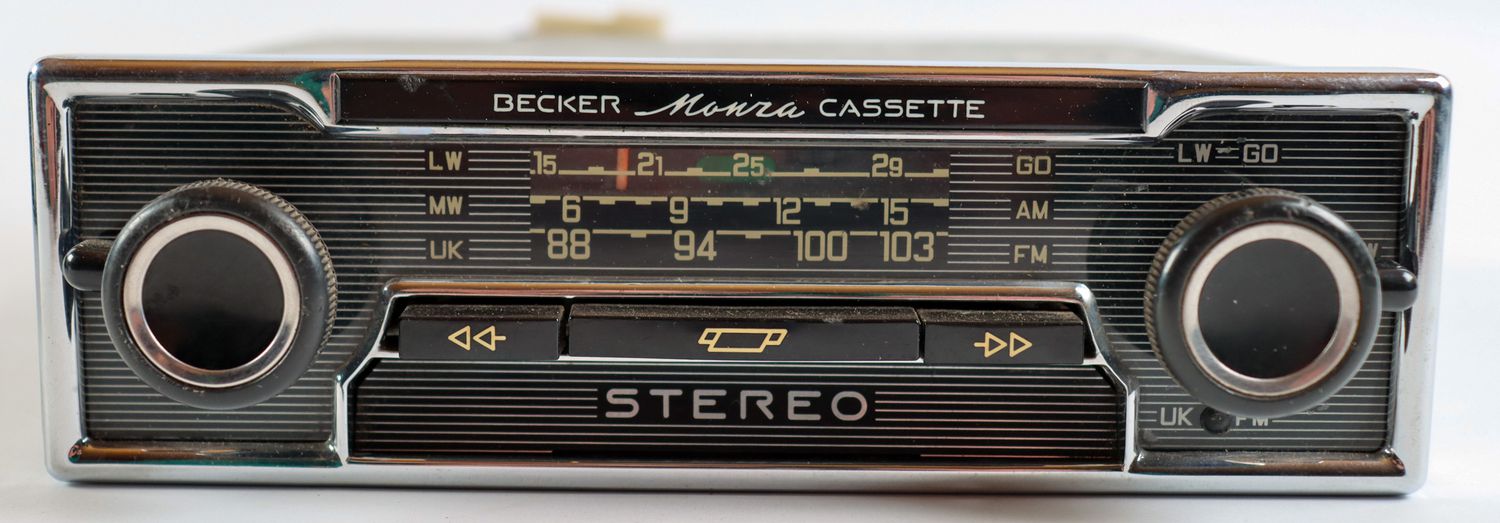 BECKER Monza CASSETTE
LW 15 21 25 29 GO
MW 6 9 12 15 AM
UK 88 94 100 103 FM
LW GO
W
STEREO
UK FM